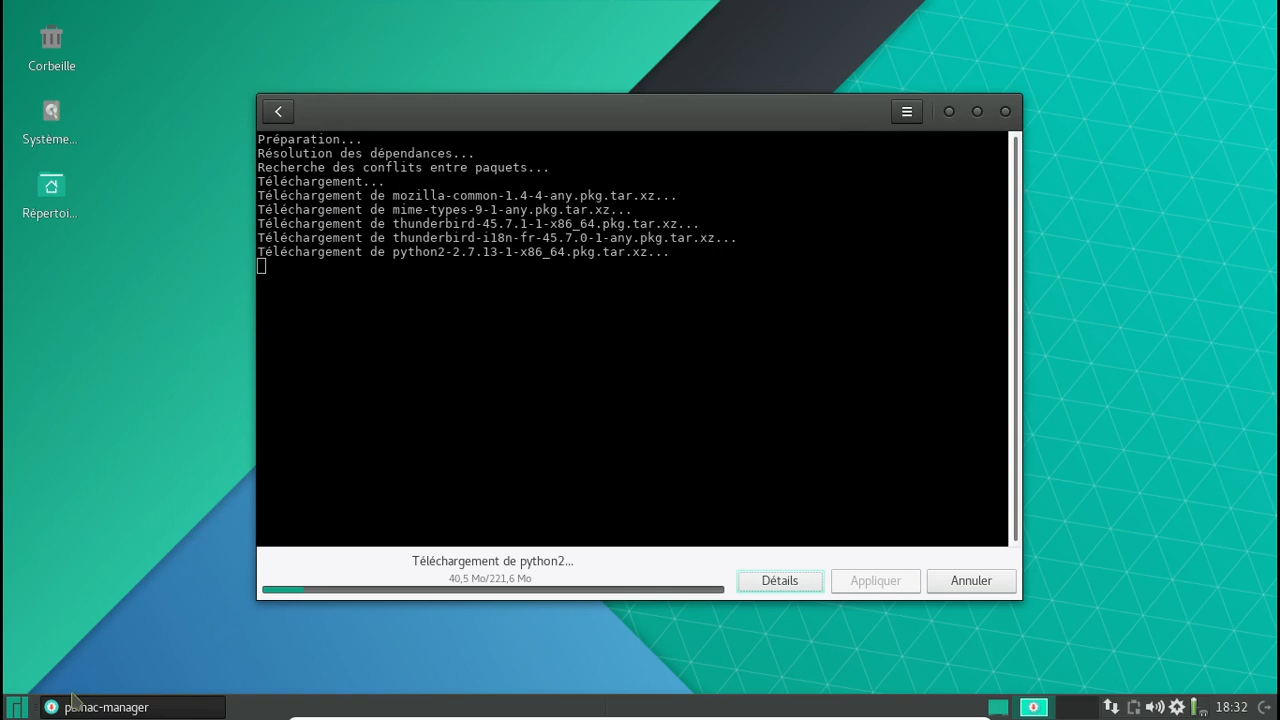 Corbeille
Système...
Répertoi...
Préparation...
Résolution des dépendances...
Recherche des conflits entre paquets...
Téléchargement...
Téléchargement de mozilla-common-1.4-4-any.pkg.tar.xz...
Téléchargement de mime-types-9-1-any.pkg.tar.xz...
Téléchargement de thunderbird-45.7.1-1-x86_64.pkg.tar.xz...
Téléchargement de thunderbird-i18n-fr-45.7.0-1-any.pkg.tar.xz...
Téléchargement de python2-2.7.13-1-x86_64.pkg.tar.xz...
Téléchargement de python2...
40,5 Mo/221,6 Mo
Détails
Appliquer
Annuler
pamac-manager
18:32